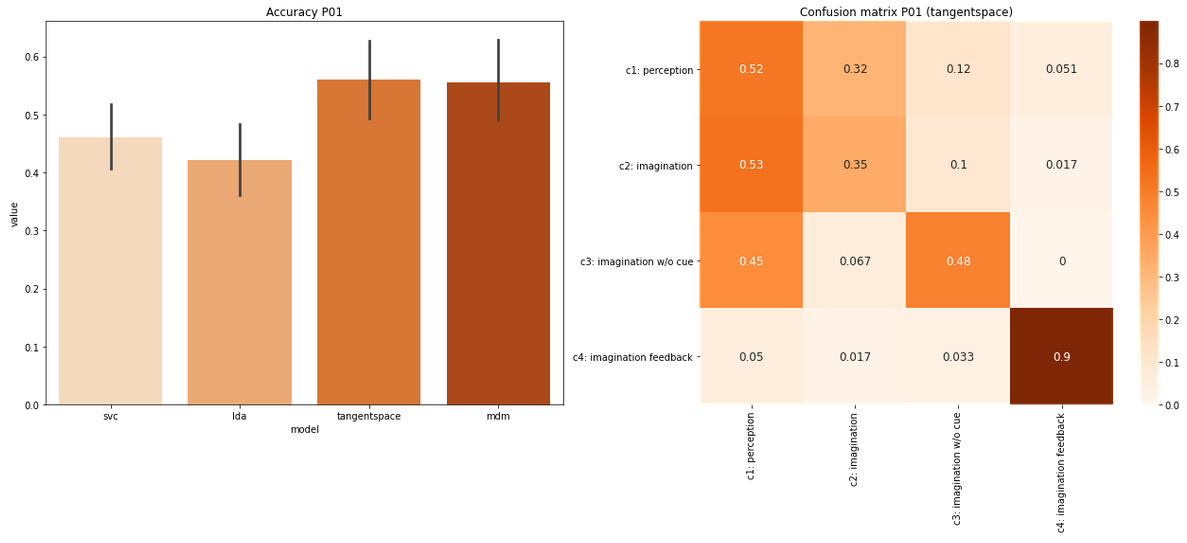 Accuracy P01
value
0.6
0.5
0.4
0.3
0.2
0.1
0.0
svc lda tangentspace mdm
model
Confusion matrix P01 (tangentspace)
c1: perception 0.52 0.32 0.12 0.051
c2: imagination 0.53 0.35 0.1 0.017
c3: imagination w/o cue 0.45 0.067 0.48 0
c4: imagination feedback 0.05 0.017 0.033 0.9
c1: perception
c2: imagination
c3: imagination w/o cue
c4: imagination feedback
0.8
0.7
0.6
0.5
0.4
0.3
0.2
0.1
0.0